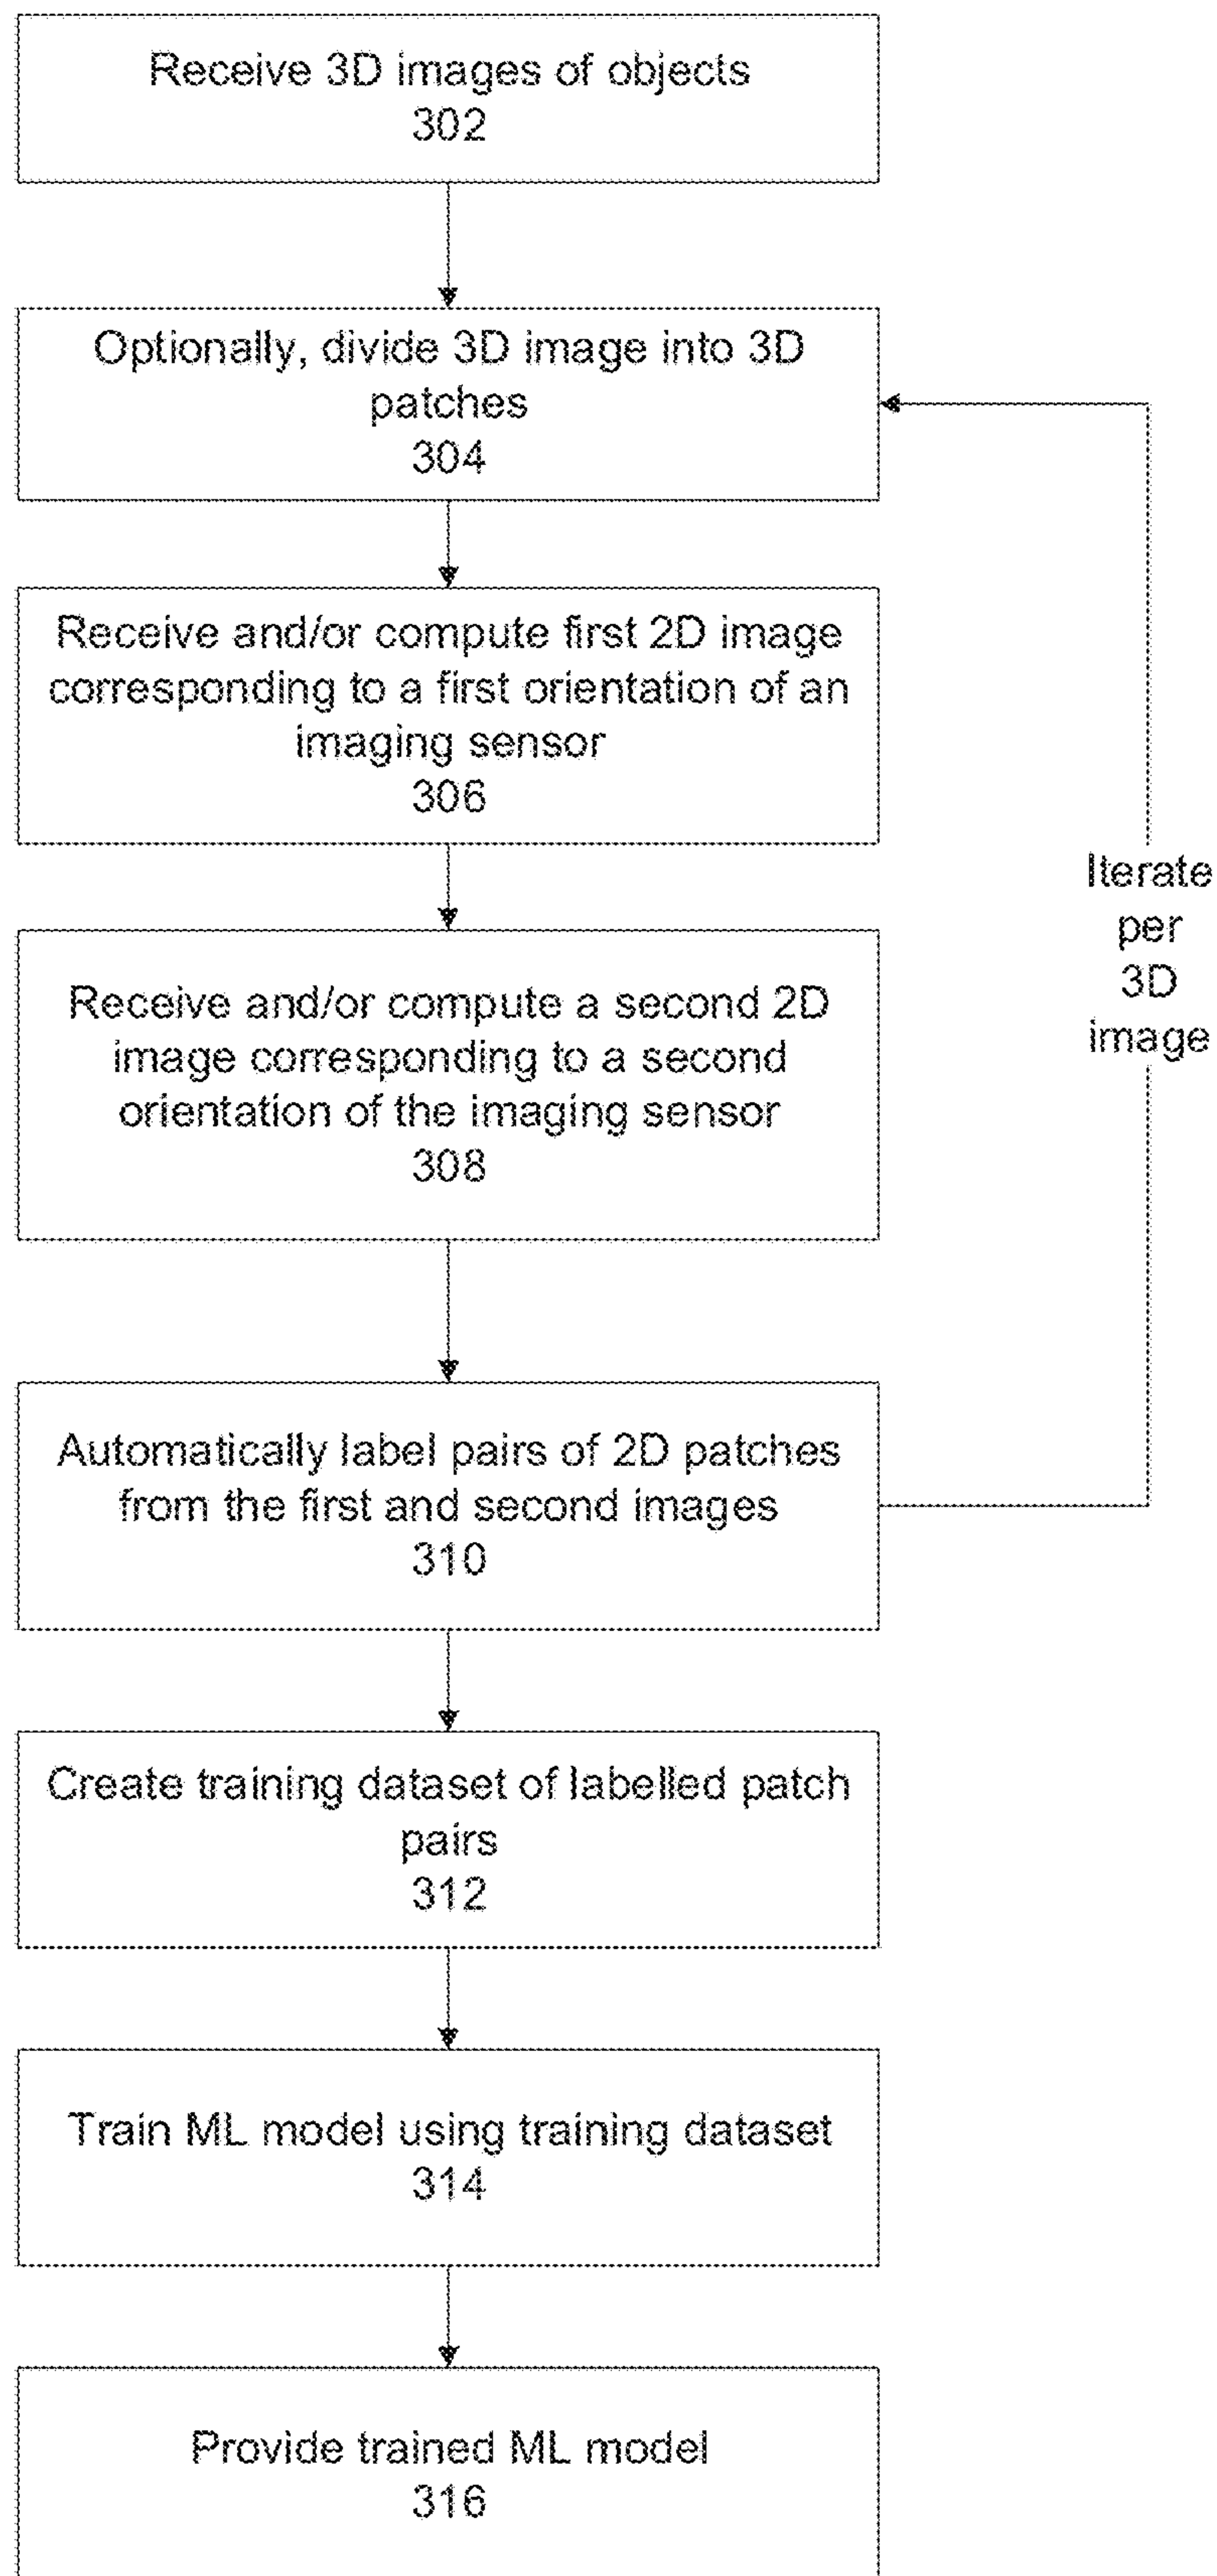 Receive 3D images of objects
302
Optionally, divide 3D image into 3D
patches
304
Receive and/or compute first 2D image
corresponding to a first orientation of an
imaging sensor
306
Receive and/or compute a second 2D
image corresponding to a second
orientation of the imaging sensor
308
Iterate
per
3D
image
Automatically label pairs of 2D patches
from the first and second images
310
Create training dataset of labelled patch
pairs
312
Train ML model using training dataset
314
Provide trained ML model
316